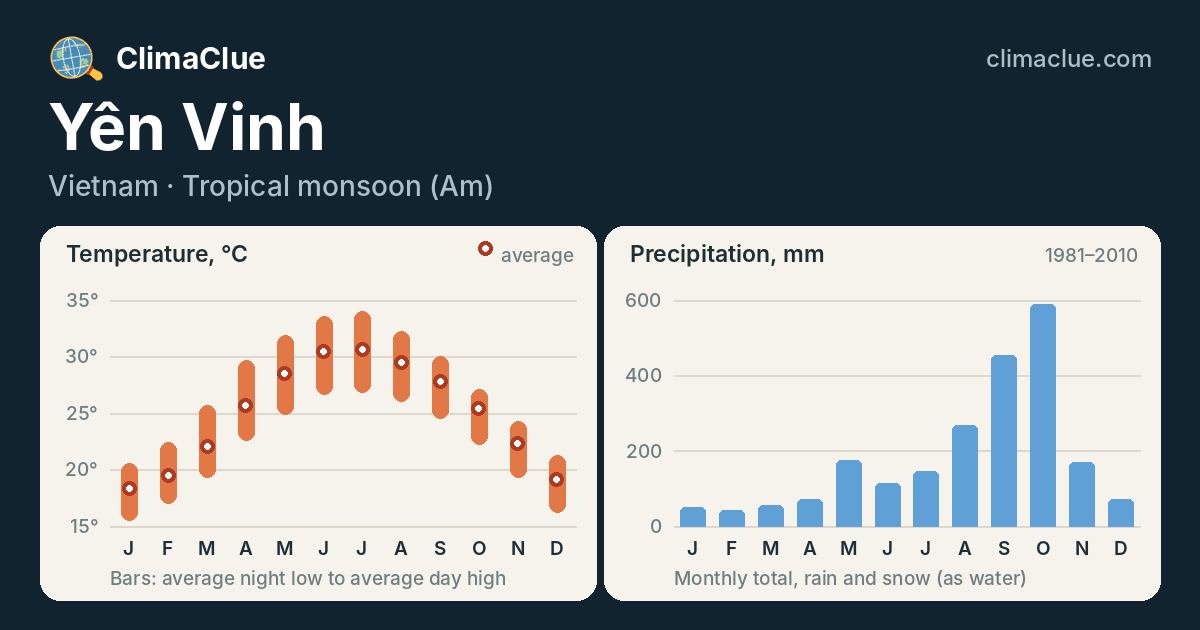 ClimaClue
climaclue.com
Yên Vinh
Vietnam · Tropical monsoon (Am)
Temperature, °C
average
35°
30°
25°
20°
15°
J F M A M J J A S O N D
Bars: average night low to average day high
Precipitation, mm
1981–2010
600
400
200
0
J F M A M J J A S O N D
Monthly total, rain and snow (as water)